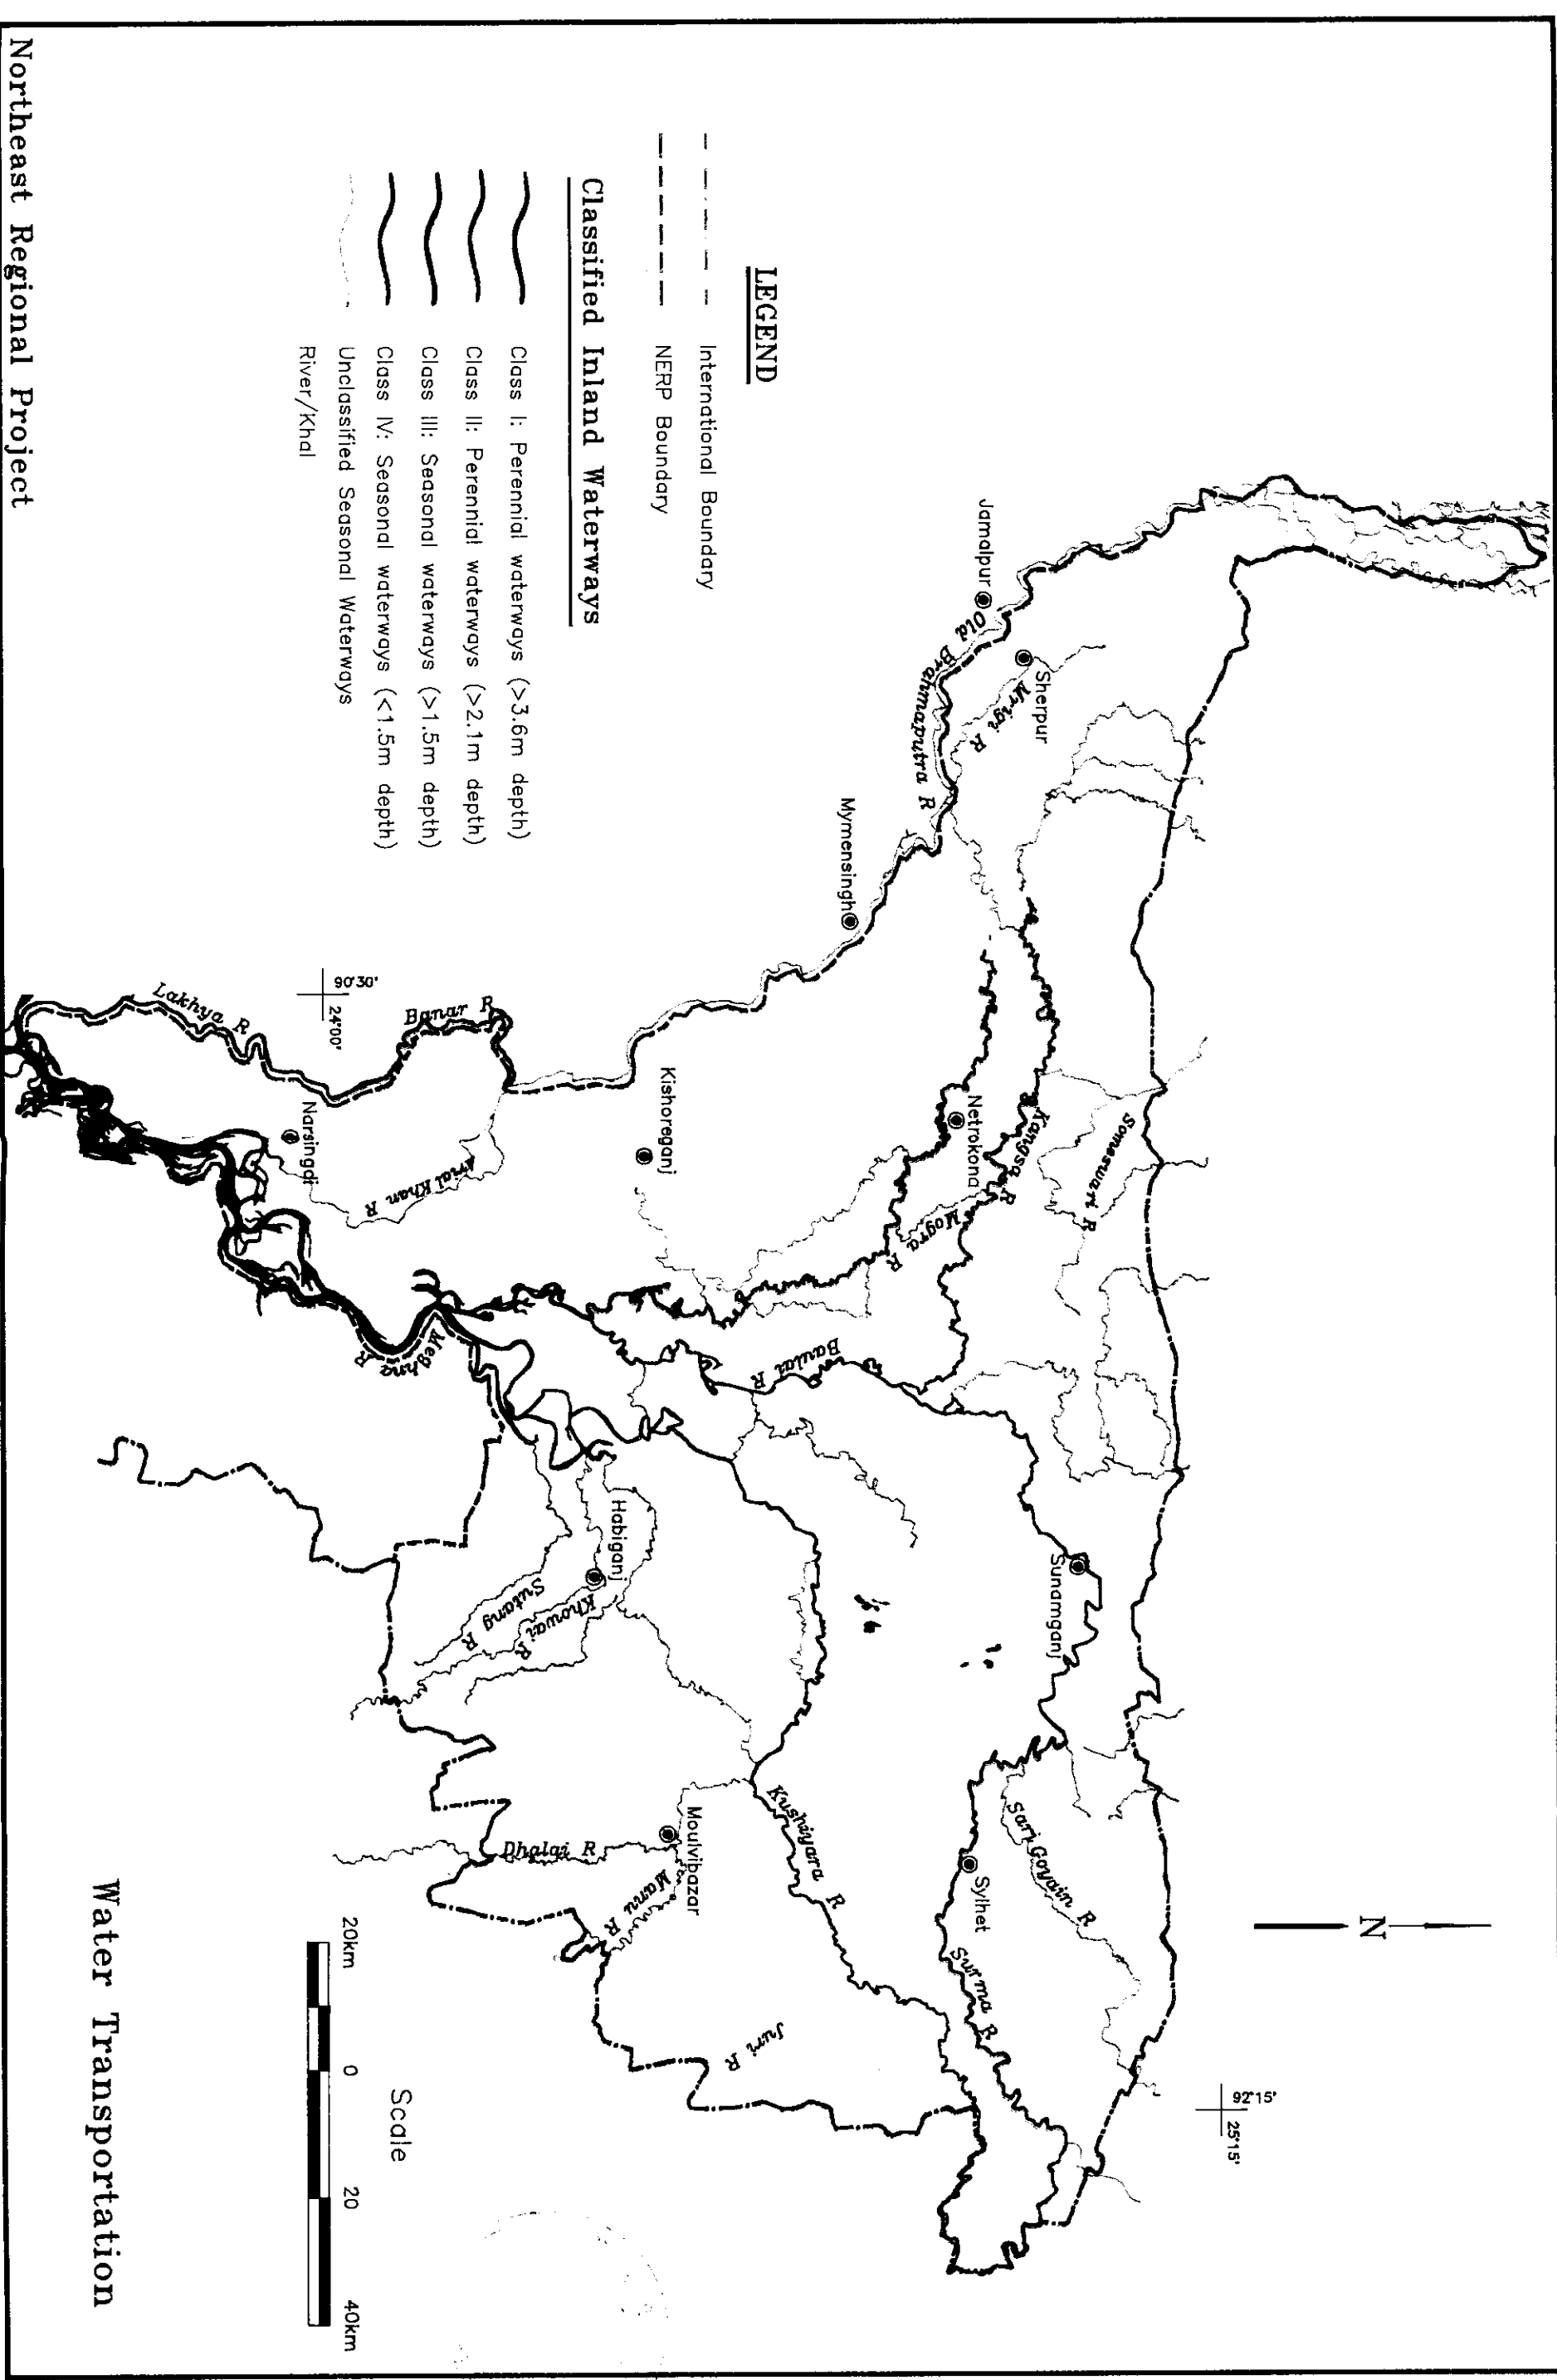 LEGEND
International Boundary
NERP Boundary
Classified Inland Waterways
Class I: Perennial waterways (>3.6m depth)
Class II: Perennial waterways (>2.1m depth)
Class III: Seasonal waterways (>1.5m depth)
Class IV: Seasonal waterways (<1.5m depth)
Unclassified Seasonal Waterways
River/Khal
Jamalpur
Sherpur
Old Brahmaputra R
Mrigi R
Mymensingh
Netrokona
Kangsa R
Someswari R
Mogra R
Kishoreganj
Banar R
Lakhya R
90°30'
24°00'
Narsingdi
Khan R
Meghna R
Baulai R
Sunamganj
Habiganj
Khowai R
Sutang R
Kushiyara R
Moulvibazar
Dhalai R
Manu R
Juri R
Sari Goyain R
Sylhet
Surma R
N
92°15'
25°15'
Scale
20km 0 20 40km
Northeast Regional Project
Water Transportation